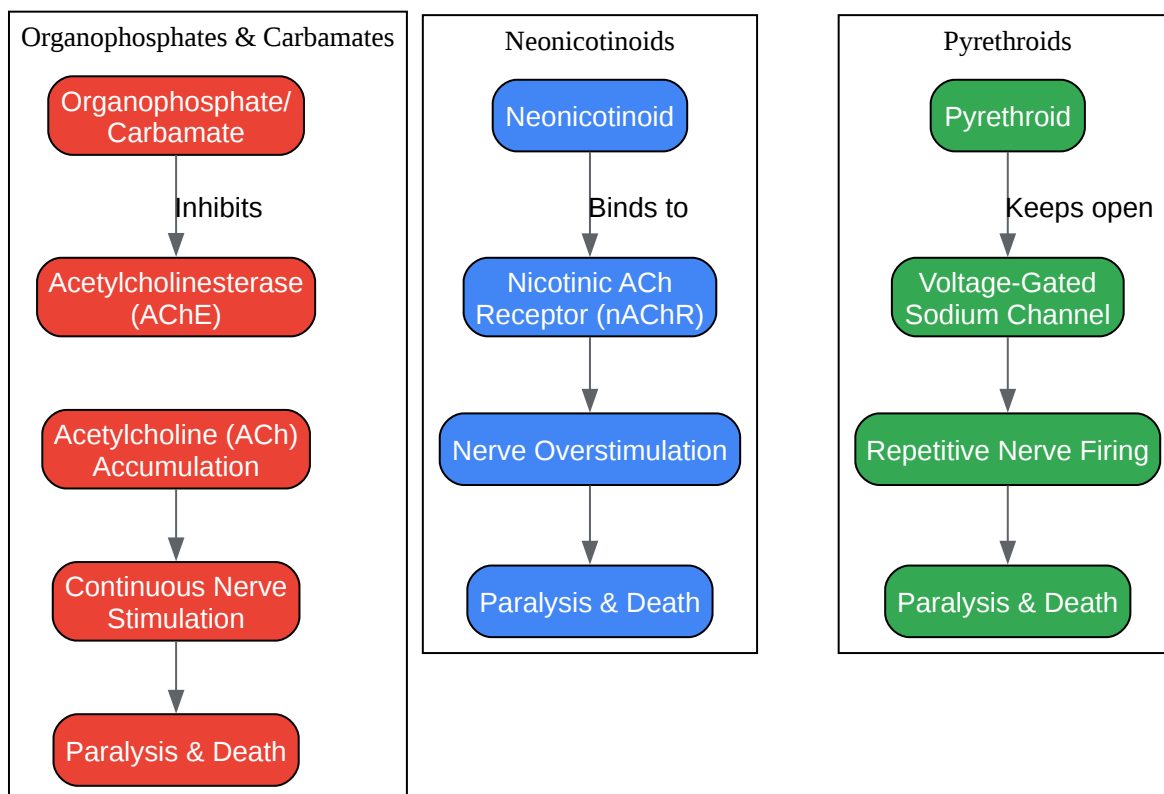 Organophosphates & Carbamates
Organophosphate/
Carbamate
Inhibits
Acetylcholinesterase
(AChE)
Acetylcholine (ACh)
Accumulation
Continuous Nerve
Stimulation
Paralysis & Death
Neonicotinoids
Neonicotinoid
Binds to
Nicotinic ACh
Receptor (nAChR)
Nerve Overstimulation
Paralysis & Death
Pyrethroids
Pyrethroid
Keeps open
Voltage-Gated
Sodium Channel
Repetitive Nerve Firing
Paralysis & Death